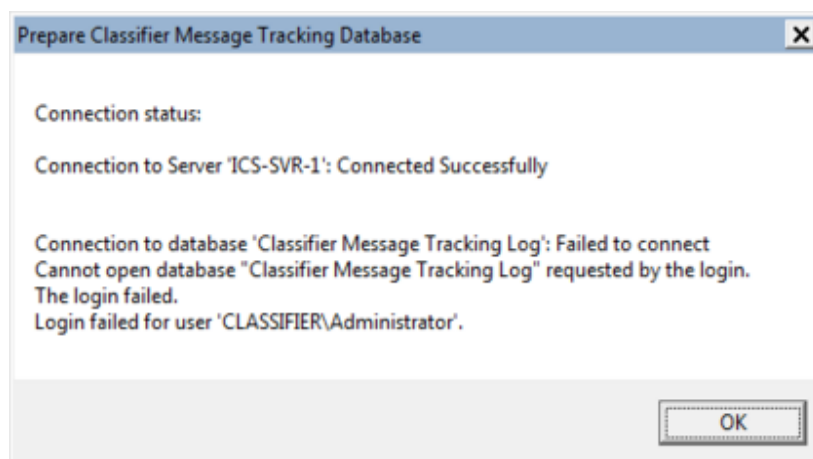 Prepare Classifier Message Tracking Database
Connection status:
Connection to Server 'ICS-SVR-1': Connected Successfully
Connection to database 'Classifier Message Tracking Log': Failed to connect
Cannot open database "Classifier Message Tracking Log" requested by the login.
The login failed.
Login failed for user 'CLASSIFIER\Administrator'.
OK